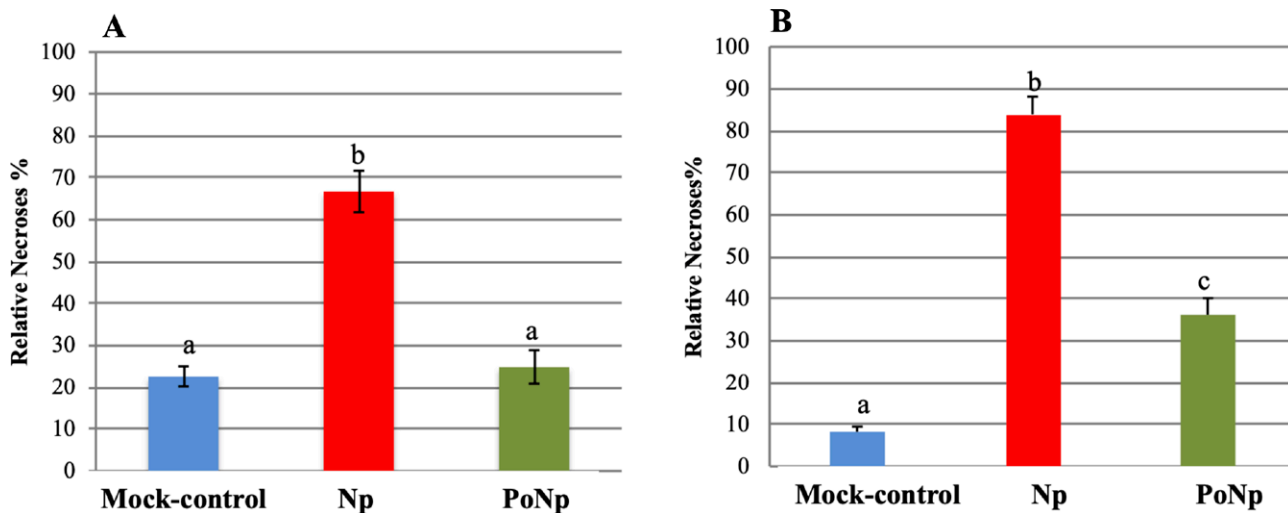 A
Relative Necroses %
100
90
80
70
60
50
40
30
20
10
0
a
b
a
Mock-control Np PoNp
B
Relative Necroses%
100
90
80
70
60
50
40
30
20
10
0
a
b
c
Mock-control Np PoNp